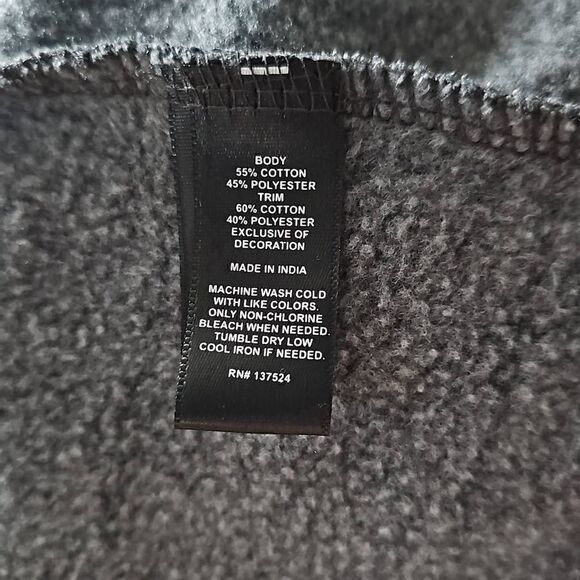 BODY
55% COTTON
45% POLYESTER
TRIM
60% COTTON
40% POLYESTER
EXCLUSIVE OF
DECORATION
MADE IN INDIA
MACHINE WASH COLD
WITH LIKE COLORS.
ONLY NON-CHLORINE
BLEACH WHEN NEEDED.
TUMBLE DRY LOW
COOL IRON IF NEEDED.
RN# 137524